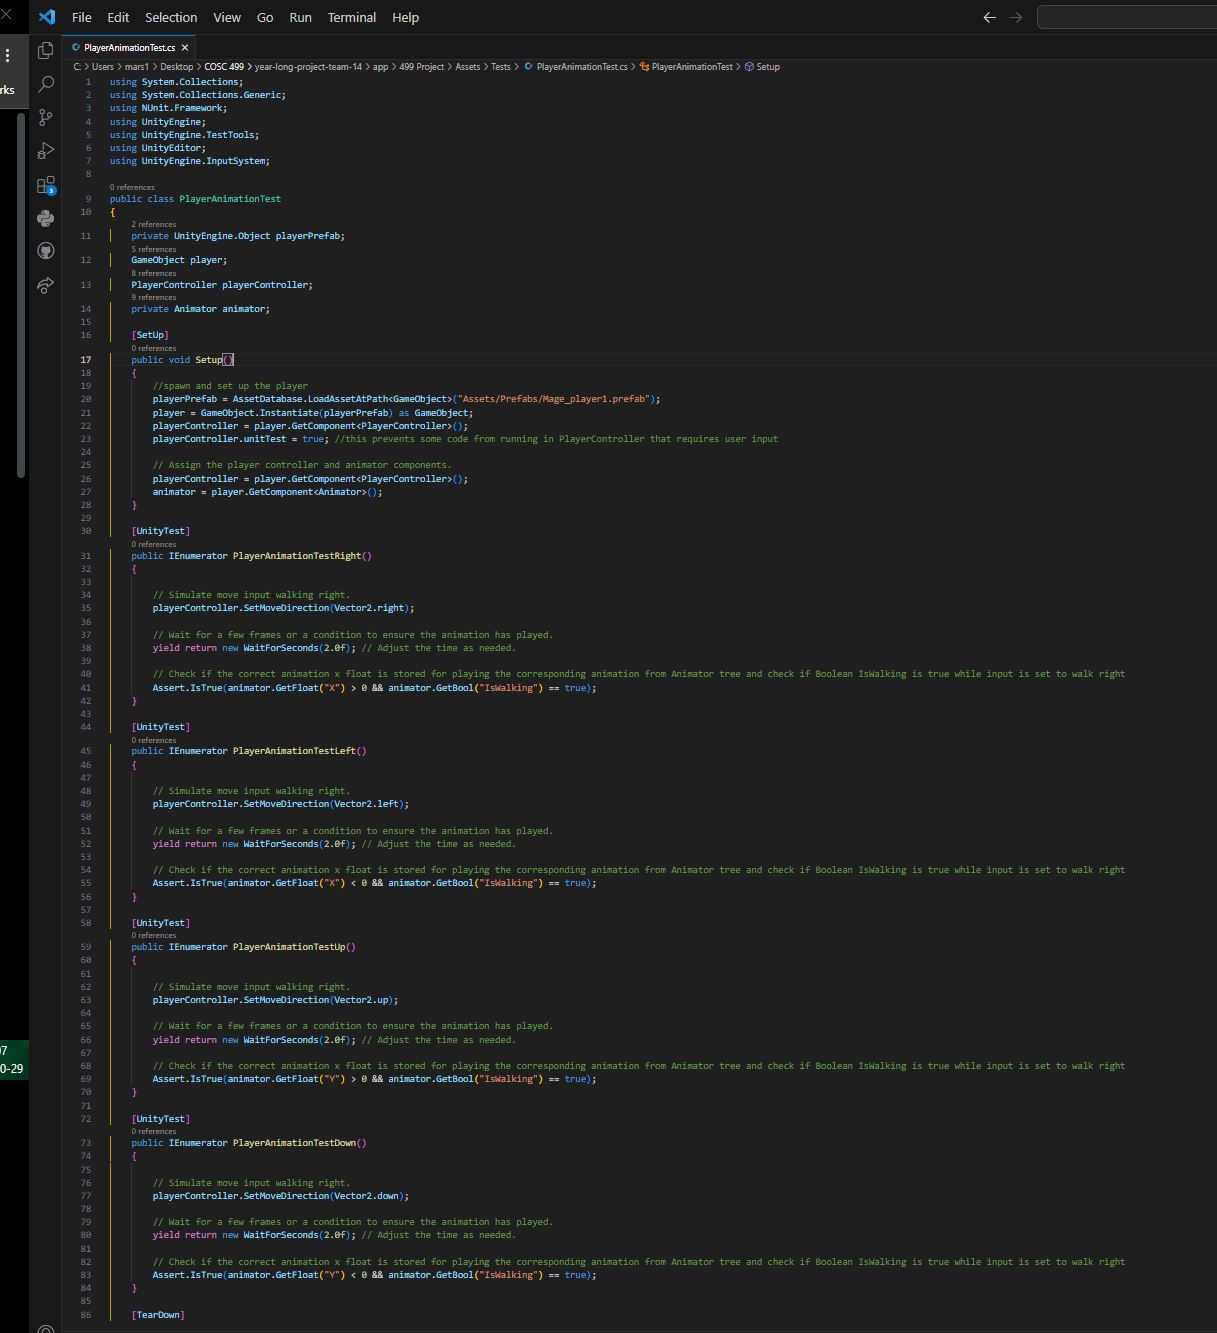 File Edit Selection View Go Run Terminal Help
PlayerAnimationTest.cs
rks
C: > Users > mars1 > Desktop > COSC 499 > year-long-project-team-14 > app > 499 Project > Assets > Tests > PlayerAnimationTest.cs > PlayerAnimationTest > Setup
1 using System.Collections;
2 using System.Collections.Generic;
3 using NUnit.Framework;
4 using UnityEngine;
5 using UnityEngine.TestTools;
6 using UnityEditor;
7 using UnityEngine.InputSystem;
8
0 references
9 public class PlayerAnimationTest
10 {
2 references
11 private UnityEngine.Object playerPrefab;
5 references
12 GameObject player;
8 references
13 PlayerController playerController;
9 references
14 private Animator animator;
15
16 [SetUp]
0 references
17 public void Setup()
18 {
19 //spawn and set up the player
20 playerPrefab = AssetDatabase.LoadAssetAtPath<GameObject>("Assets/Prefabs/Mage_player1.prefab");
21 player = GameObject.Instantiate(playerPrefab) as GameObject;
22 playerController = player.GetComponent<PlayerController>();
23 playerController.unitTest = true; //this prevents some code from running in PlayerController that requires user input
24
25 // Assign the player controller and animator components.
26 playerController = player.GetComponent<PlayerController>();
27 animator = player.GetComponent<Animator>();
28 }
29
30 [UnityTest]
0 references
31 public IEnumerator PlayerAnimationTestRight()
32 {
33
34 // Simulate move input walking right.
35 playerController.SetMoveDirection(Vector2.right);
36
37 // Wait for a few frames or a condition to ensure the animation has played.
38 yield return new WaitForSeconds(2.0f); // Adjust the time as needed.
39
40 // Check if the correct animation x float is stored for playing the corresponding animation from Animator tree and check if Boolean IsWalking is true while input is set to walk right
41 Assert.IsTrue(animator.GetFloat("X") > 0 && animator.GetBool("IsWalking") == true);
42 }
43
44 [UnityTest]
0 references
45 public IEnumerator PlayerAnimationTestLeft()
46 {
47
48 // Simulate move input walking right.
49 playerController.SetMoveDirection(Vector2.left);
50
51 // Wait for a few frames or a condition to ensure the animation has played.
52 yield return new WaitForSeconds(2.0f); // Adjust the time as needed.
53
54 // Check if the correct animation x float is stored for playing the corresponding animation from Animator tree and check if Boolean IsWalking is true while input is set to walk right
55 Assert.IsTrue(animator.GetFloat("X") < 0 && animator.GetBool("IsWalking") == true);
56 }
57
58 [UnityTest]
0 references
59 public IEnumerator PlayerAnimationTestUp()
60 {
61
62 // Simulate move input walking right.
63 playerController.SetMoveDirection(Vector2.up);
64
65 // Wait for a few frames or a condition to ensure the animation has played.
66 yield return new WaitForSeconds(2.0f); // Adjust the time as needed.
67
68 // Check if the correct animation x float is stored for playing the corresponding animation from Animator tree and check if Boolean IsWalking is true while input is set to walk right
69 Assert.IsTrue(animator.GetFloat("Y") > 0 && animator.GetBool("IsWalking") == true);
70 }
71
72 [UnityTest]
0 references
73 public IEnumerator PlayerAnimationTestDown()
74 {
75
76 // Simulate move input walking right.
77 playerController.SetMoveDirection(Vector2.down);
78
79 // Wait for a few frames or a condition to ensure the animation has played.
80 yield return new WaitForSeconds(2.0f); // Adjust the time as needed.
81
82 // Check if the correct animation x float is stored for playing the corresponding animation from Animator tree and check if Boolean IsWalking is true while input is set to walk right
83 Assert.IsTrue(animator.GetFloat("Y") < 0 && animator.GetBool("IsWalking") == true);
84 }
85
86 [TearDown]
07
0-29